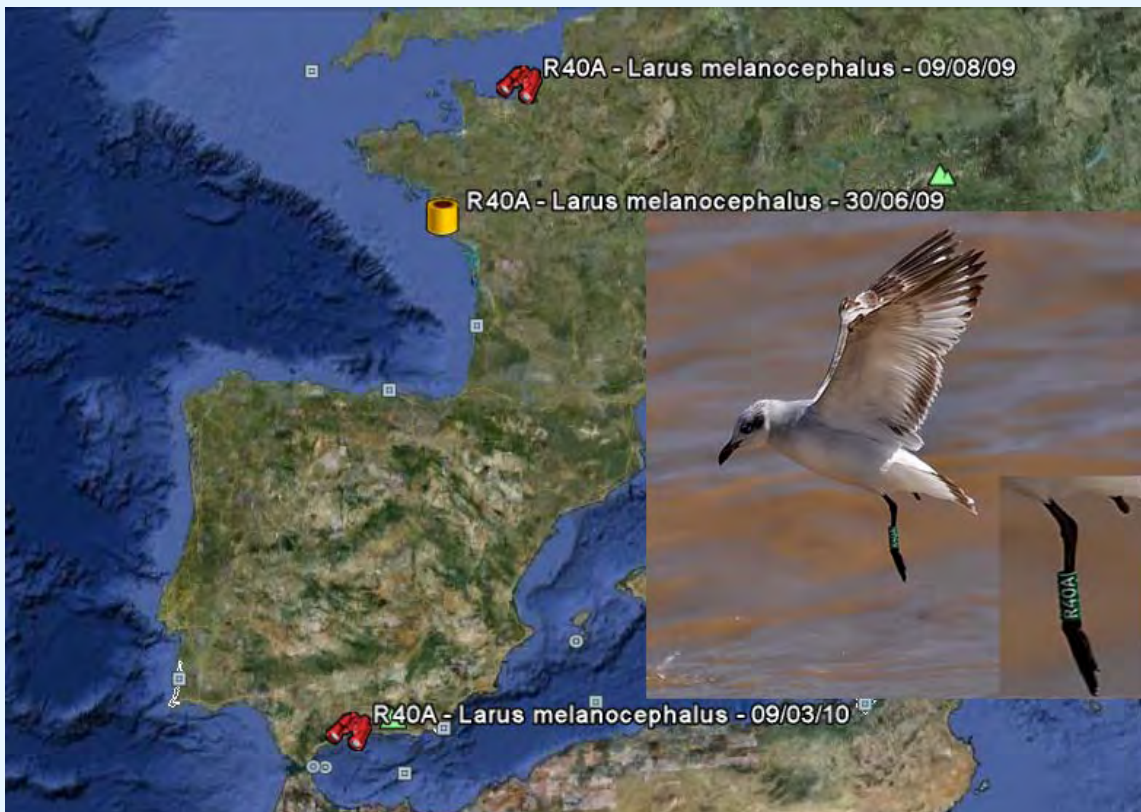 R40A - Larus melanocephalus - 09/08/09
R40A - Larus melanocephalus - 30/06/09
R40A
R40A - Larus melanocephalus - 09/03/10